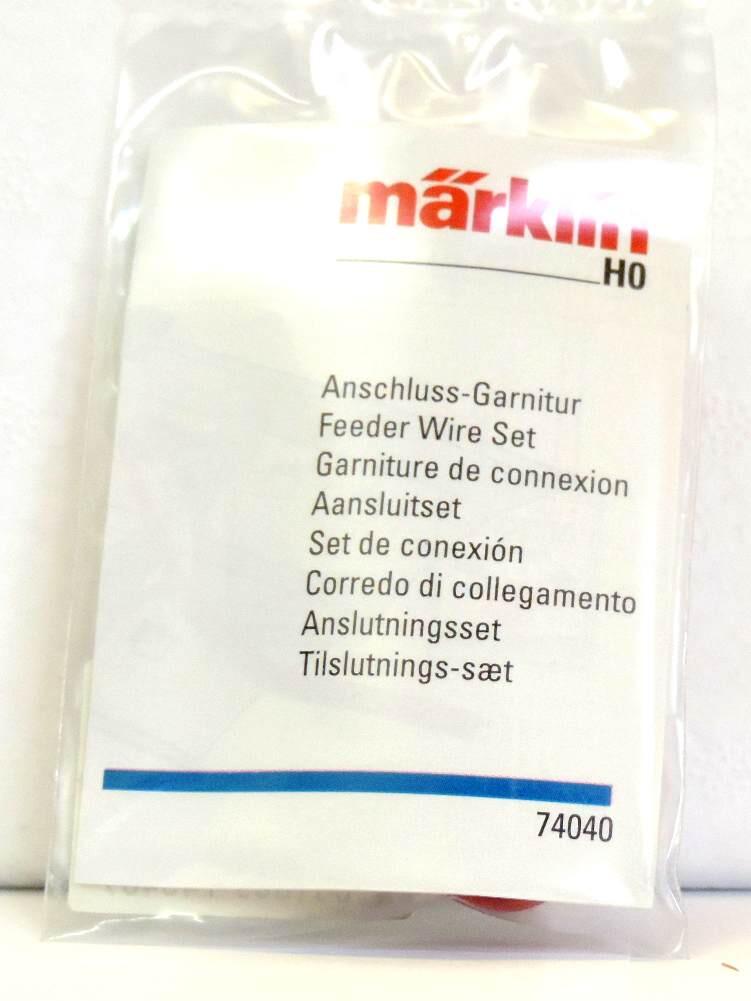 märklin
H0
Anschluss-Garnitur
Feeder Wire Set
Garniture de connexion
Aansluitset
Set de conexión
Corredo di collegamento
Anslutningsset
Tilslutnings-sæt
74040